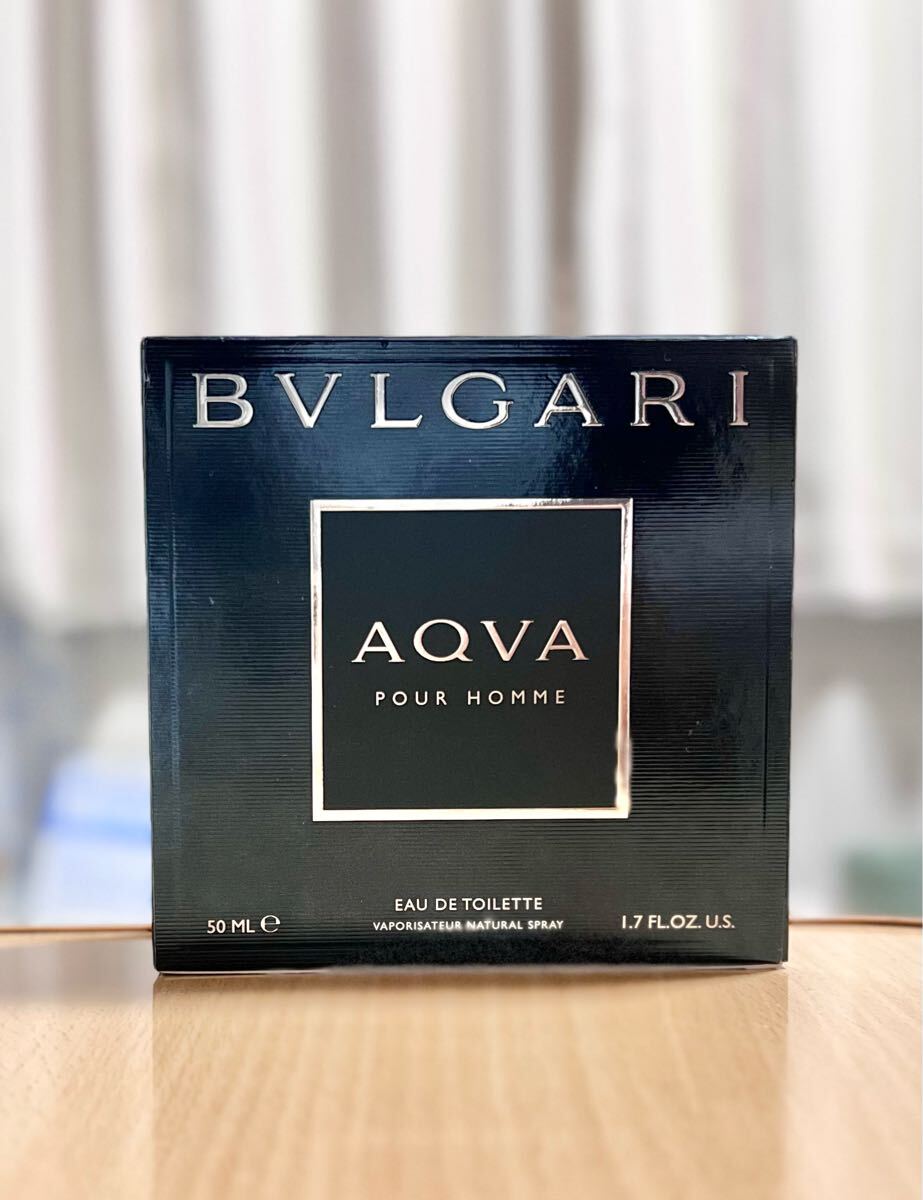 BVLGARI
AQVA
POUR HOMME
EAU DE TOILETTE
50 ML ℮ VAPORISATEUR NATURAL SPRAY 1.7 FL.OZ. U.S.